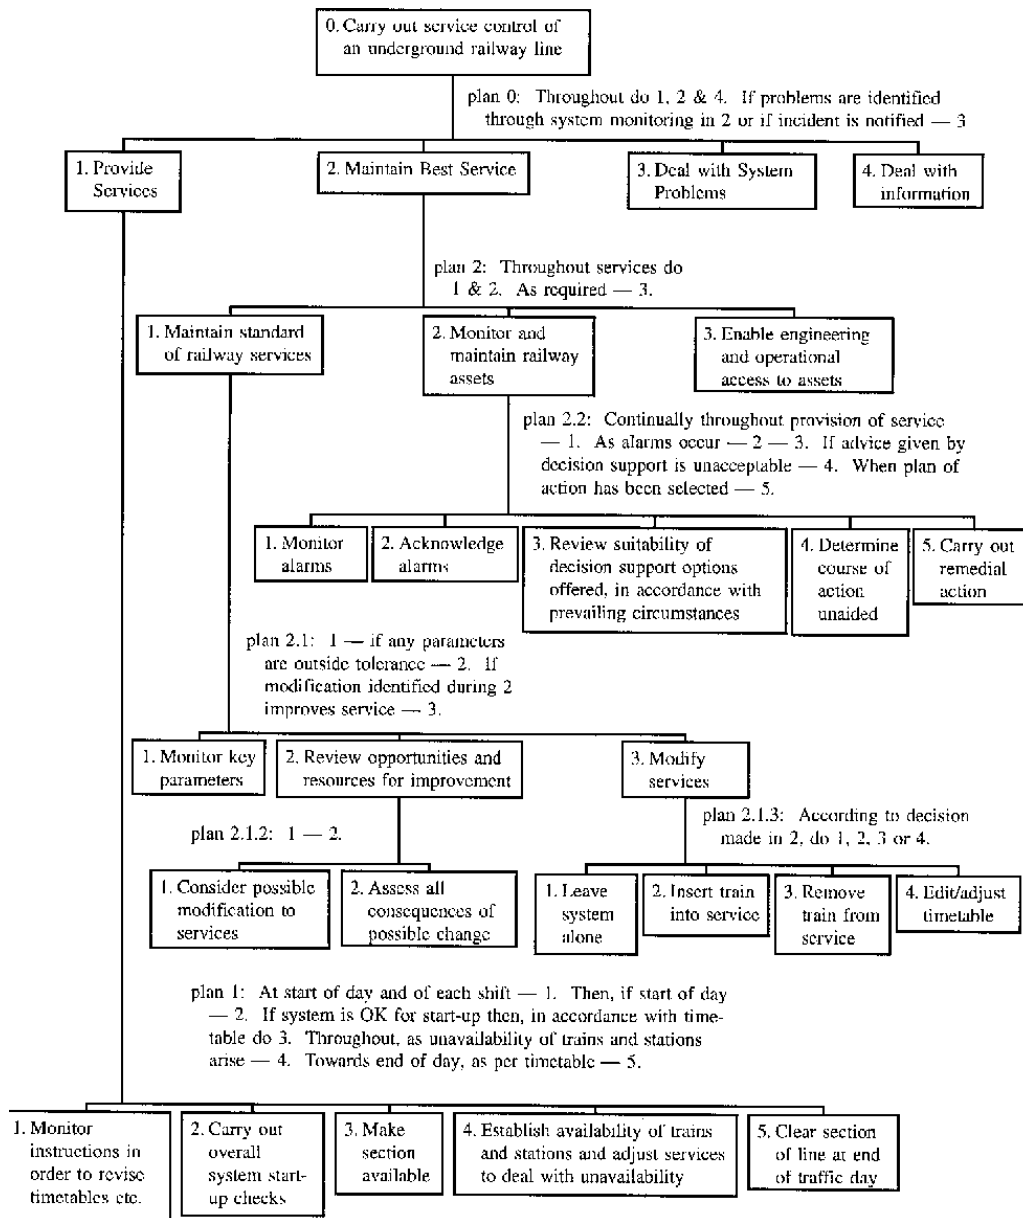 0. Carry out service control of
an underground railway line
plan 0: Throughout do 1, 2 & 4. If problems are identified
through system monitoring in 2 or if incident is notified — 3
1. Provide
Services
2. Maintain Best Service
3. Deal with System
Problems
4. Deal with
information
plan 2: Throughout services do
1 & 2. As required — 3.
1. Maintain standard
of railway services
2. Monitor and
maintain railway
assets
3. Enable engineering
and operational
access to assets
plan 2.2: Continually throughout provision of service
— 1. As alarms occur — 2 — 3. If advice given by
decision support is unacceptable — 4. When plan of
action has been selected — 5.
1. Monitor
alarms
2. Acknowledge
alarms
3. Review suitability of
decision support options
offered, in accordance with
prevailing circumstances
4. Determine
course of
action
unaided
5. Carry out
remedial
action
plan 2.1: 1 — if any parameters
are outside tolerance — 2. If
modification identified during 2
improves service — 3.
1. Monitor key
parameters
2. Review opportunities and
resources for improvement
3. Modify
services
plan 2.1.2: 1 — 2.
plan 2.1.3: According to decision
made in 2, do 1, 2, 3 or 4.
1. Consider possible
modification to
services
2. Assess all
consequences of
possible change
1. Leave
system
alone
2. Insert train
into service
3. Remove
train from
service
4. Edit/adjust
timetable
plan 1: At start of day and of each shift — 1. Then, if start of day
— 2. If system is OK for start-up then, in accordance with time-
table do 3. Throughout, as unavailability of trains and stations
arise — 4. Towards end of day, as per timetable — 5.
1. Monitor
instructions in
order to revise
timetables etc.
2. Carry out
overall
system start-
up checks
3. Make
section
available
4. Establish availability of trains
and stations and adjust services
to deal with unavailability
5. Clear section
of line at end
of traffic day